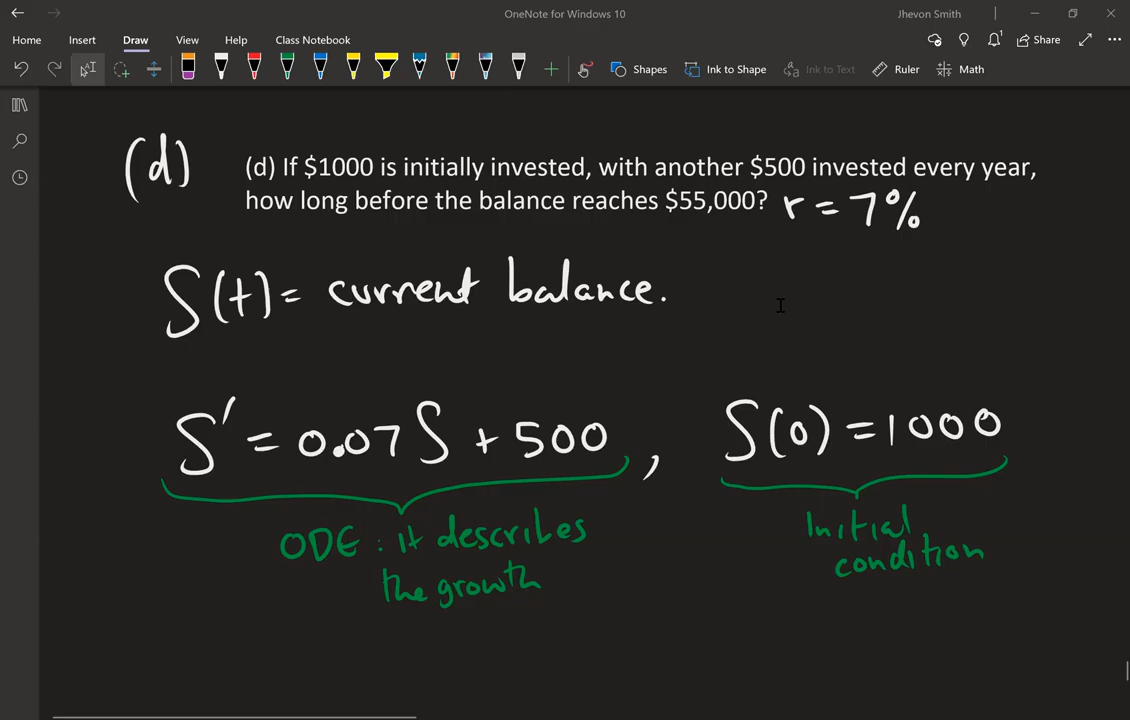 OneNote for Windows 10
Jhevon Smith
Home Insert Draw View Help Class Notebook
1 Share
Shapes Ink to Shape Ink to Text Ruler Math
(d)
(d) If $1000 is initially invested, with another $500 invested every year,
how long before the balance reaches $55,000? r = 7%
S(t) = current balance.
S' = 0.07S + 500 , S(0) = 1000
ODE : it describes
the growth
Initial
condition